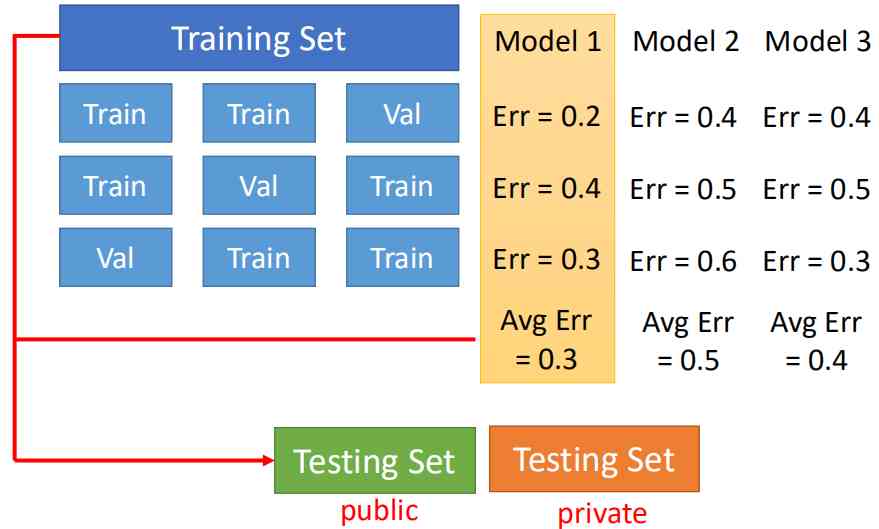 Training Set
Model 1 Model 2 Model 3
Train Train Val
Err = 0.2 Err = 0.4 Err = 0.4
Train Val Train
Err = 0.4 Err = 0.5 Err = 0.5
Val Train Train
Err = 0.3 Err = 0.6 Err = 0.3
Avg Err
= 0.3
Avg Err
= 0.5
Avg Err
= 0.4
Testing Set
public
Testing Set
private